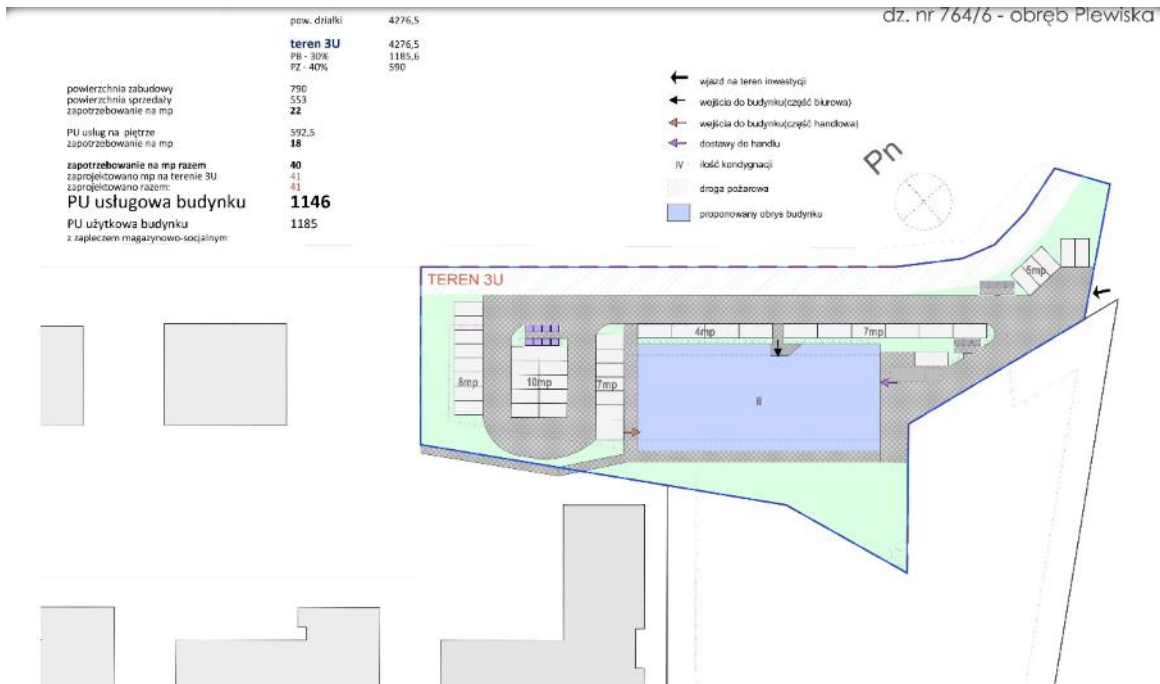 dz. nr 764/6 - obręb Plewiska
pow. działki 4276,5
teren 3U 4276,5
PB - 30% 1185,6
PZ - 40% 590
powierzchnia zabudowy 790
powierzchnia sprzedaży 553
zapotrzebowanie na mp 22
PU usług na piętrze 592,5
zapotrzebowanie na mp 18
zapotrzebowanie na mp razem 40
zaprojektowano mp na terenie 3U 41
zaprojektowano razem: 41
PU usługowa budynku 1146
PU użytkowa budynku 1185
z zapleczem magazynowo-socjalnym
wjazd na teren inwestycji
wejścia do budynku(część biurowa)
wejścia do budynku(część handlowa)
dostawy do handlu
IV ilość kondygnacji
droga pożarowa
proponowany obrys budynku
Pn
TEREN 3U
5mp
4mp
7mp
8mp
10mp
7mp
II